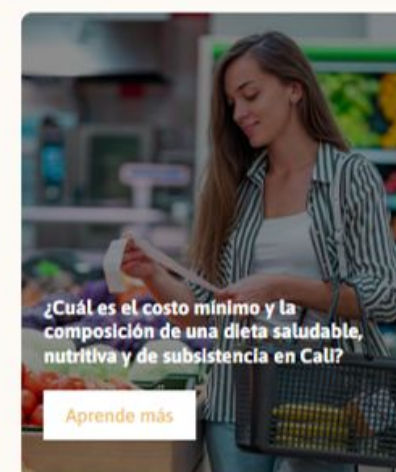 ¿Cuál es el costo mínimo y la
composición de una dieta saludable,
nutritiva y de subsistencia en Cali?
Aprende más